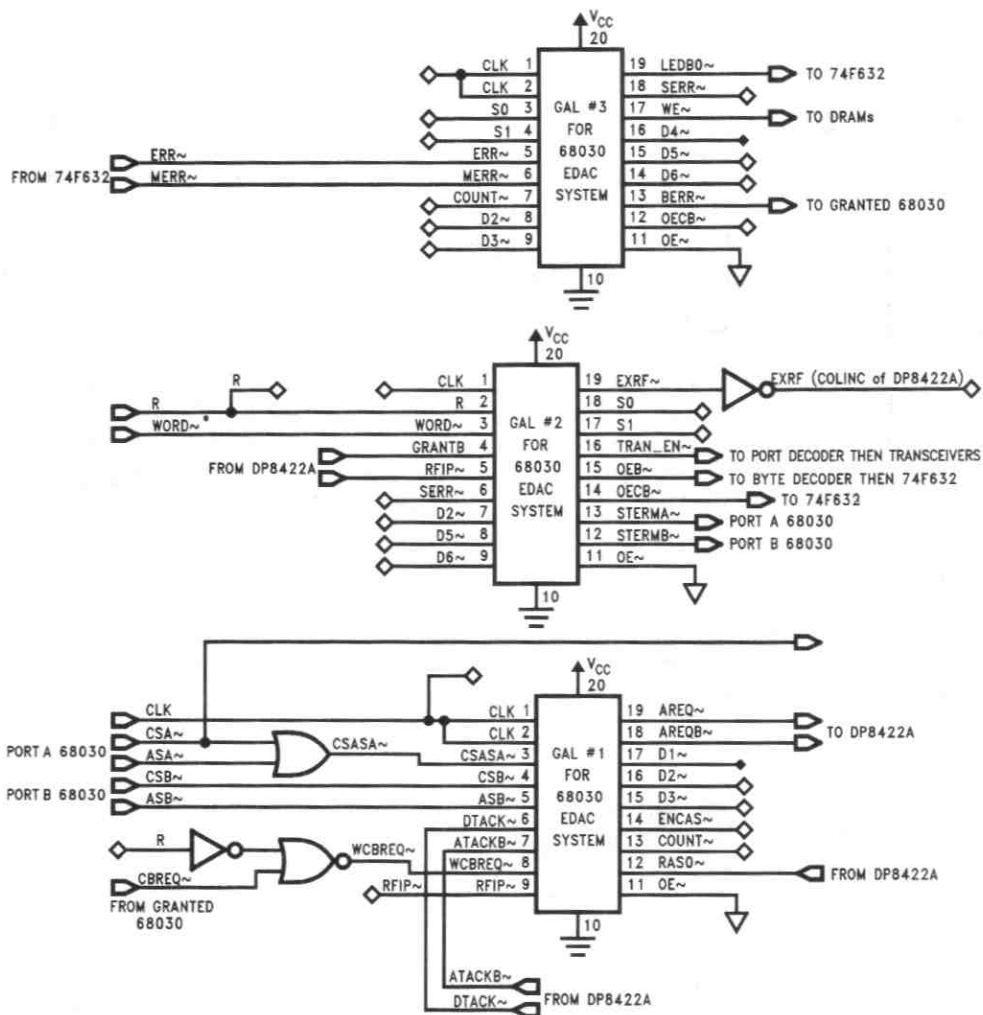 VCC
20
CLK 1
CLK 2
S0 3
S1 4
ERR~ ERR~ 5
FROM 74F632
MERR~ MERR~ 6
COUNT~ 7
D2~ 8
D3~ 9
GAL #3
FOR
68030
EDAC
SYSTEM
19 LEDBO~ TO 74F632
18 SERR~
17 WE~ TO DRAMs
16 D4~
15 D5~
14 D6~
13 BERR~ TO GRANTED 68030
12 OECB~
11 OE~
10
VCC
20
R
CLK 1
R R 2
WORD~* WORD~ 3
GRANTB 4
FROM DP8422A
RFIP~ 5
SERR~ 6
D2~ 7
D5~ 8
D6~ 9
GAL #2
FOR
68030
EDAC
SYSTEM
19 EXRF~ EXRF (COLINC of DP8422A)
18 S0
17 S1
16 TRAN_EN~ TO PORT DECODER THEN TRANSCEIVERS
15 OEB~ TO BYTE DECODER THEN 74F632
14 OECB~ TO 74F632
13 STERMA~ PORT A 68030
12 STERMB~ PORT B 68030
11 OE~
10
VCC
20
CLK CLK 1
CLK 2
PORT A 68030
CSA~
ASA~
CSASA~ CSASA~ 3
PORT B 68030
CSB~ CSB~ 4
ASB~ ASB~ 5
DTACK~ 6
ATACKB~ 7
R
WCBREQ~ WCBREQ~ 8
CBREQ~
FROM GRANTED
68030
RFIP~ RFIP~ 9
GAL #1
FOR
68030
EDAC
SYSTEM
19 AREQ~
TO DP8422A
18 AREQB~
17 D1~
16 D2~
15 D3~
14 ENCAS~
13 COUNT~
12 RASO~ FROM DP8422A
11 OE~
10
ATACKB~
FROM DP8422A
DTACK~